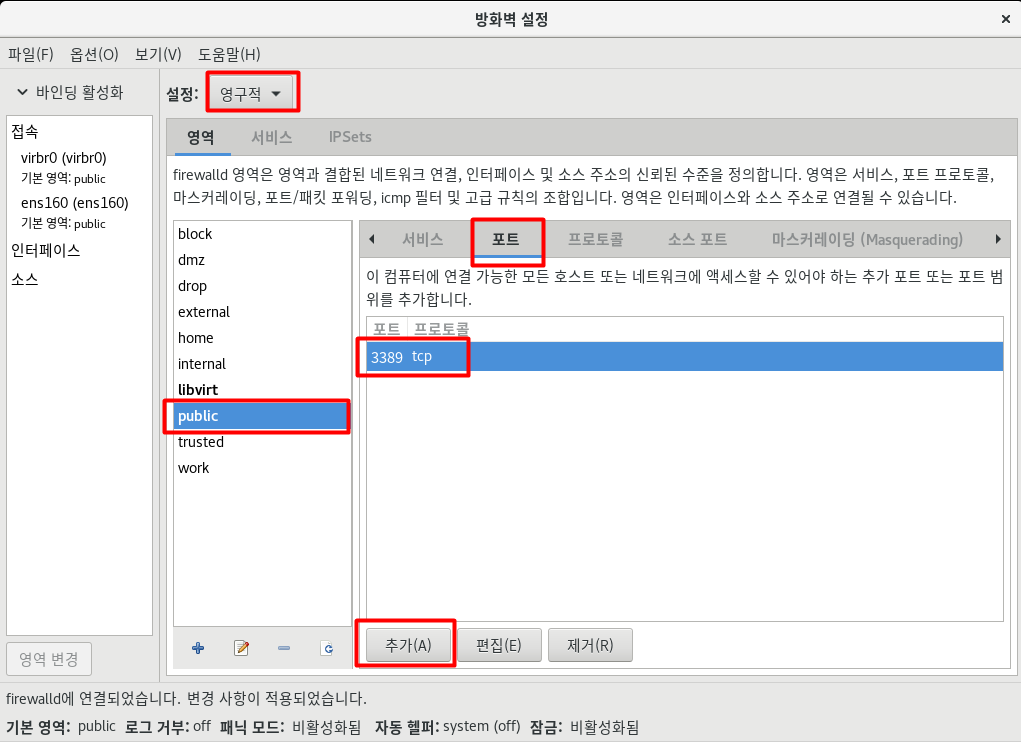 방화벽 설정
파일(F) 옵션(O) 보기(V) 도움말(H)
바인딩 활성화
설정: 영구적
접속
virbr0 (virbr0)
기본 영역: public
ens160 (ens160)
기본 영역: public
인터페이스
소스
영역 변경
영역 서비스 IPSets
firewalld 영역은 영역과 결합된 네트워크 연결, 인터페이스 및 소스 주소의 신뢰된 수준을 정의합니다. 영역은 서비스, 포트 프로토콜,
마스커레이딩, 포트/패킷 포워딩, icmp 필터 및 고급 규칙의 조합입니다. 영역은 인터페이스와 소스 주소로 연결될 수 있습니다.
block
dmz
drop
external
home
internal
libvirt
public
trusted
work
서비스 포트 프로토콜 소스 포트 마스커레이딩 (Masquerading)
이 컴퓨터에 연결 가능한 모든 호스트 또는 네트워크에 액세스할 수 있어야 하는 추가 포트 또는 포트 범
위를 추가합니다.
포트 프로토콜
3389 tcp
추가(A) 편집(E) 제거(R)
firewalld에 연결되었습니다. 변경 사항이 적용되었습니다.
기본 영역: public 로그 거부: off 패닉 모드: 비활성화됨 자동 헬퍼: system (off) 잠금: 비활성화됨